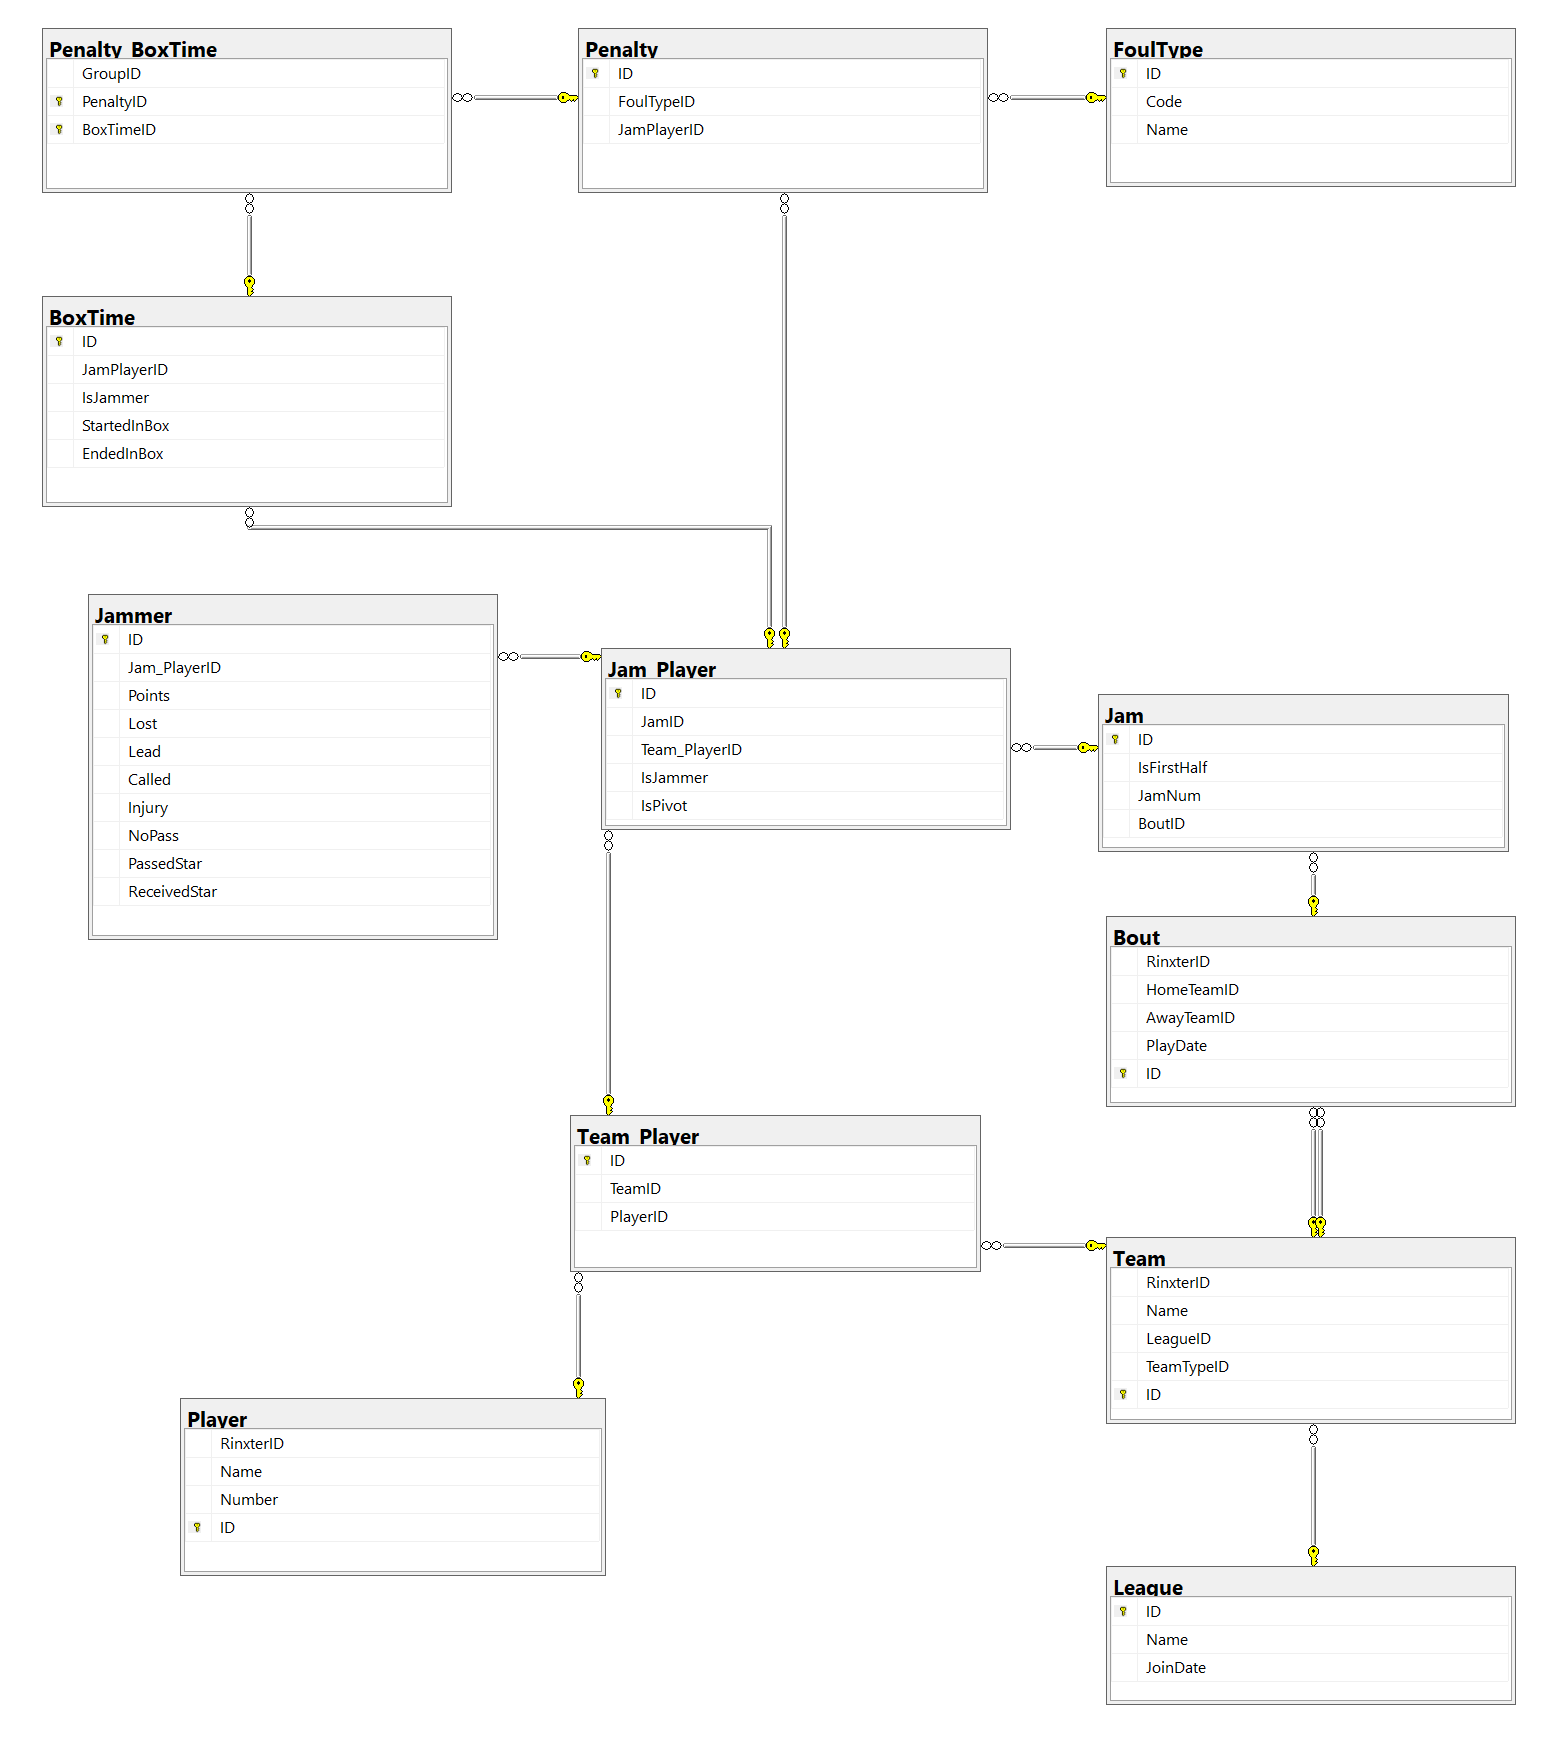 Penalty_BoxTime
GroupID
PenaltyID
BoxTimeID
Penalty
ID
FoulTypeID
JamPlayerID
FoulType
ID
Code
Name
BoxTime
ID
JamPlayerID
IsJammer
StartedInBox
EndedInBox
Jammer
ID
Jam_PlayerID
Points
Lost
Lead
Called
Injury
NoPass
PassedStar
ReceivedStar
Jam_Player
ID
JamID
Team_PlayerID
IsJammer
IsPivot
Jam
ID
IsFirstHalf
JamNum
BoutID
Bout
RinxterID
HomeTeamID
AwayTeamID
PlayDate
ID
Team_Player
ID
TeamID
PlayerID
Team
RinxterID
Name
LeagueID
TeamTypeID
ID
Player
RinxterID
Name
Number
ID
League
ID
Name
JoinDate